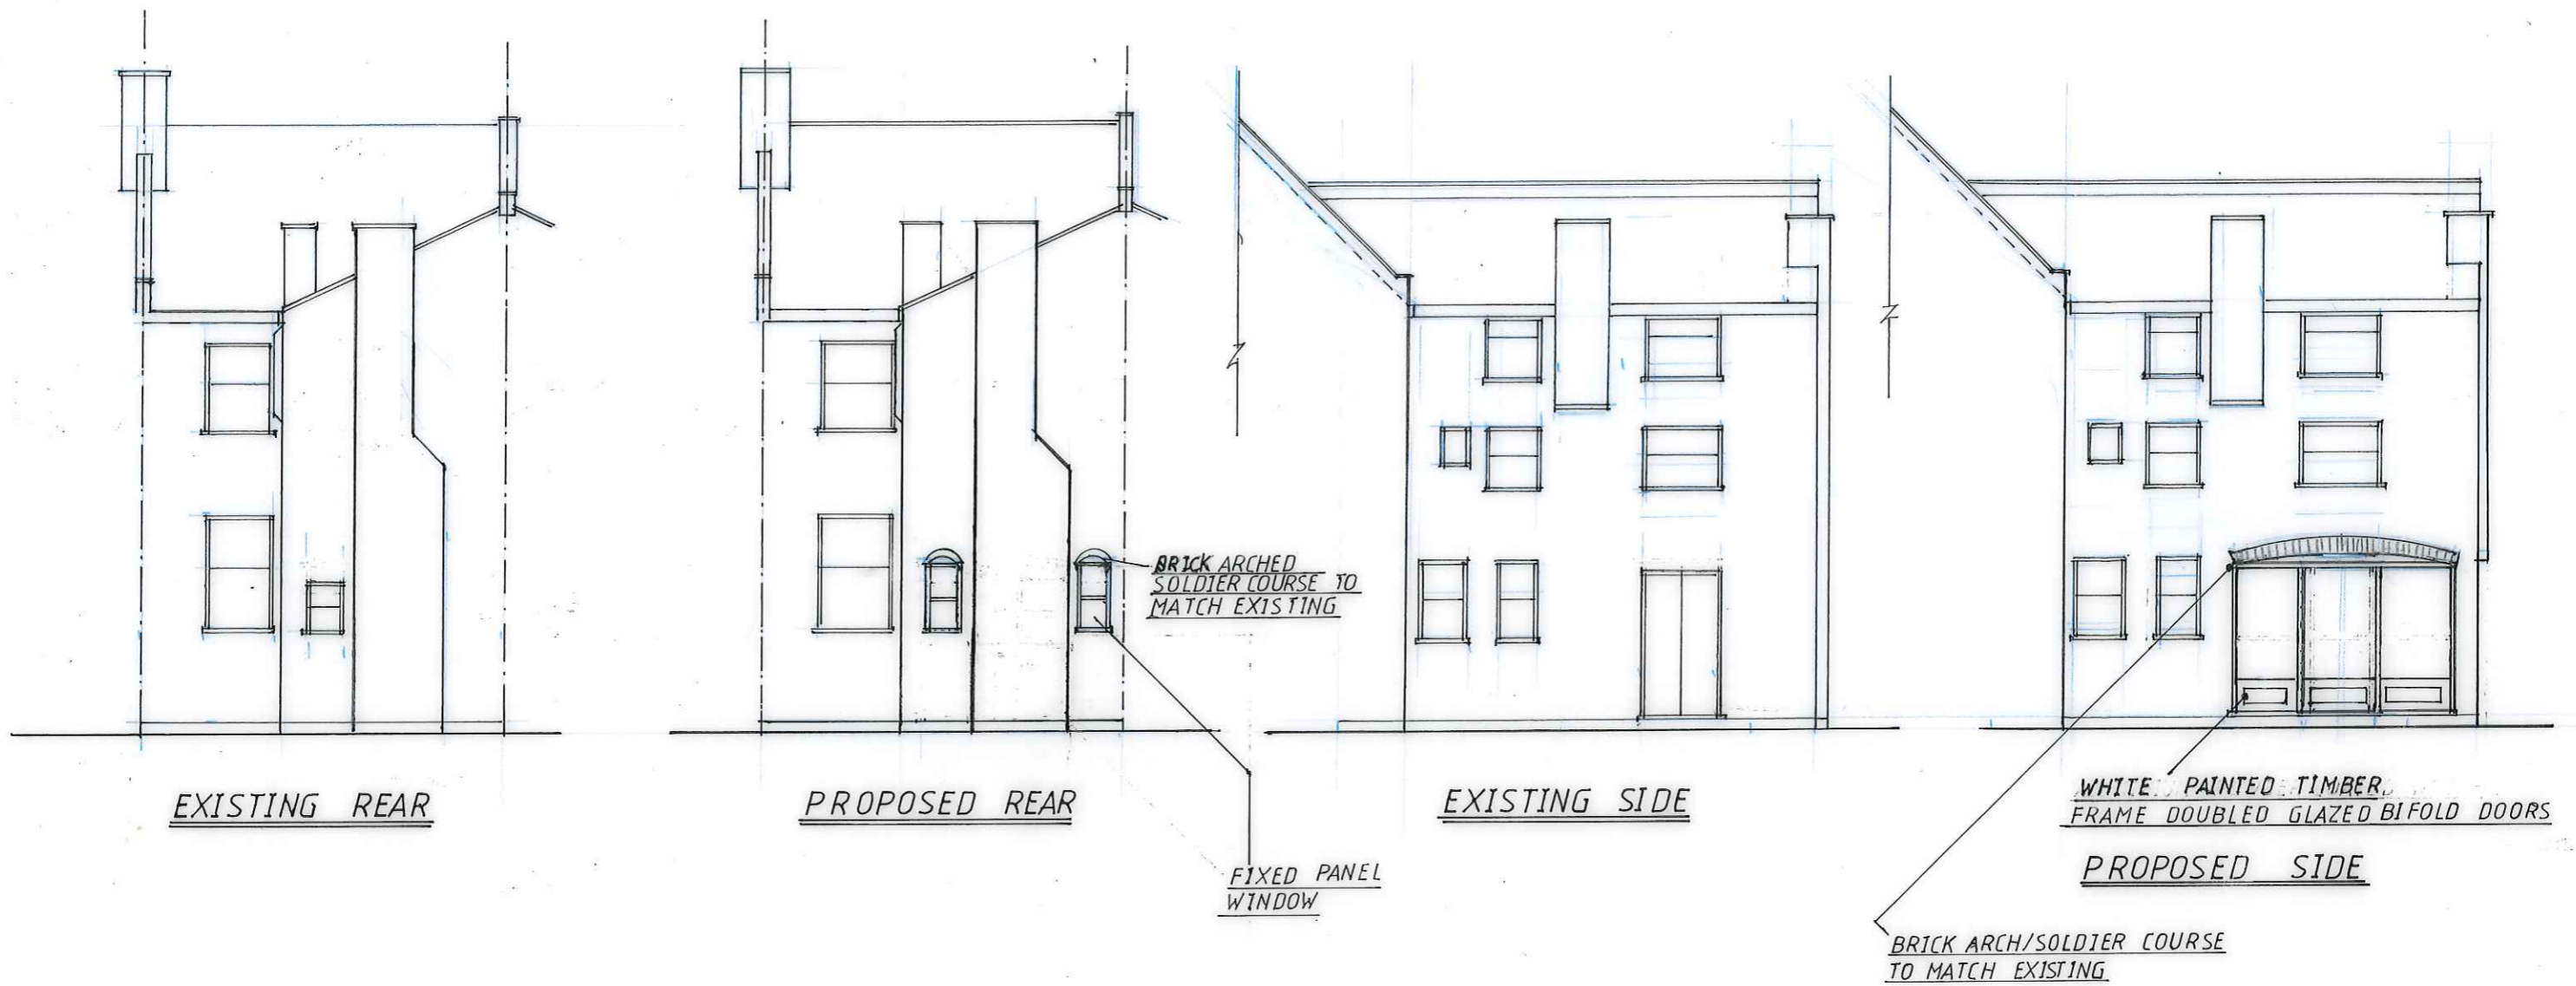 BRICK ARCHED
SOLDIER COURSE TO
MATCH EXISTING
EXISTING REAR
PROPOSED REAR
FIXED PANEL
WINDOW
EXISTING SIDE
WHITE PAINTED TIMBER
FRAME DOUBLED GLAZED BIFOLD DOORS
PROPOSED SIDE
BRICK ARCH/SOLDIER COURSE
TO MATCH EXISTING